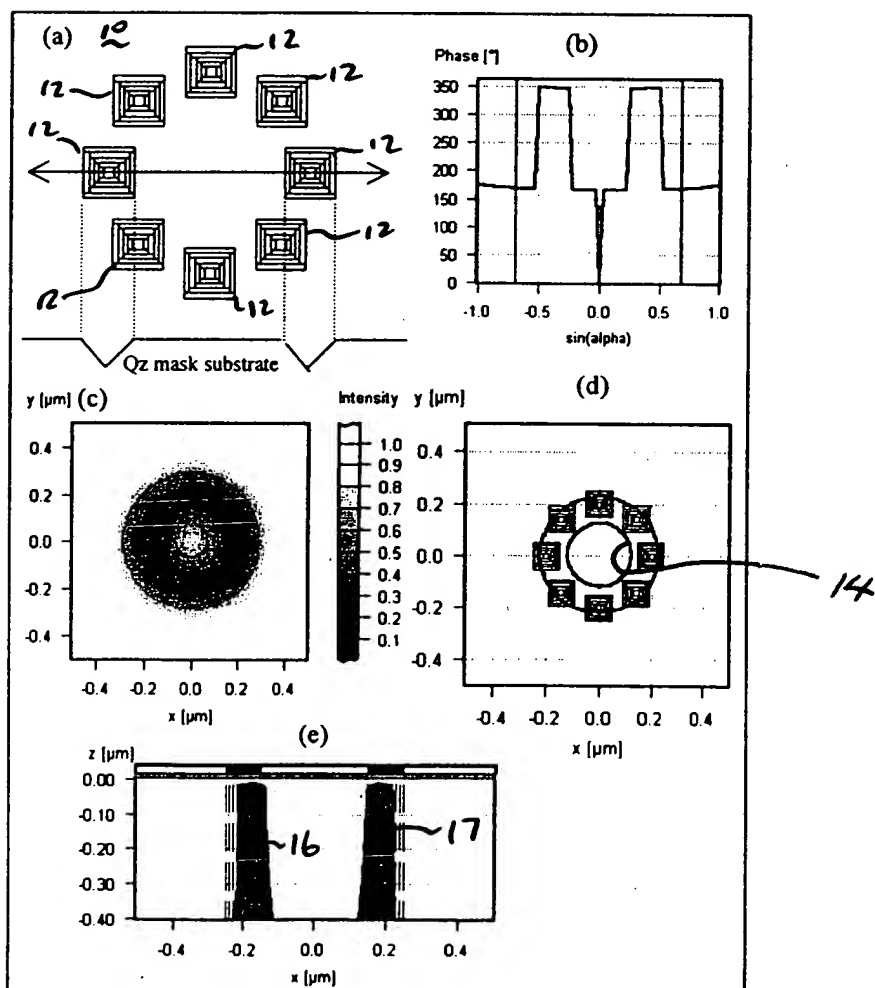 (a) 10
12
12
12
12
12
12
12
12
Qz mask substrate
(b)
Phase [°]
350
300
250
200
150
100
50
0
-1.0 -0.5 0.0 0.5 1.0
sin(alpha)
y [µm] (c)
0.4
0.2
0.0
-0.2
-0.4
-0.4 -0.2 0.0 0.2 0.4
x [µm]
Intensity
1.0
0.9
0.8
0.7
0.6
0.5
0.4
0.3
0.2
0.1
(d)
y [µm]
0.4
0.2
0.0
-0.2
-0.4
-0.4 -0.2 0.0 0.2 0.4
x [µm]
14
(e)
z [µm]
0.00
-0.10
-0.20
-0.30
-0.40
16
17
-0.4 -0.2 0.0 0.2 0.4
x [µm]